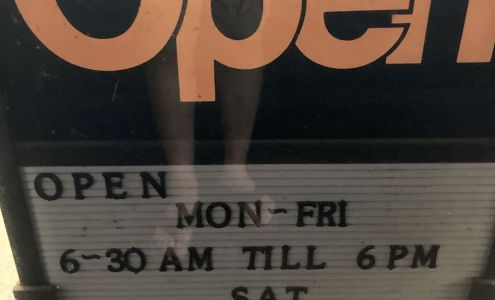 Open
OPEN
MON~FRI
6~30 AM TILL 6 PM
SAT